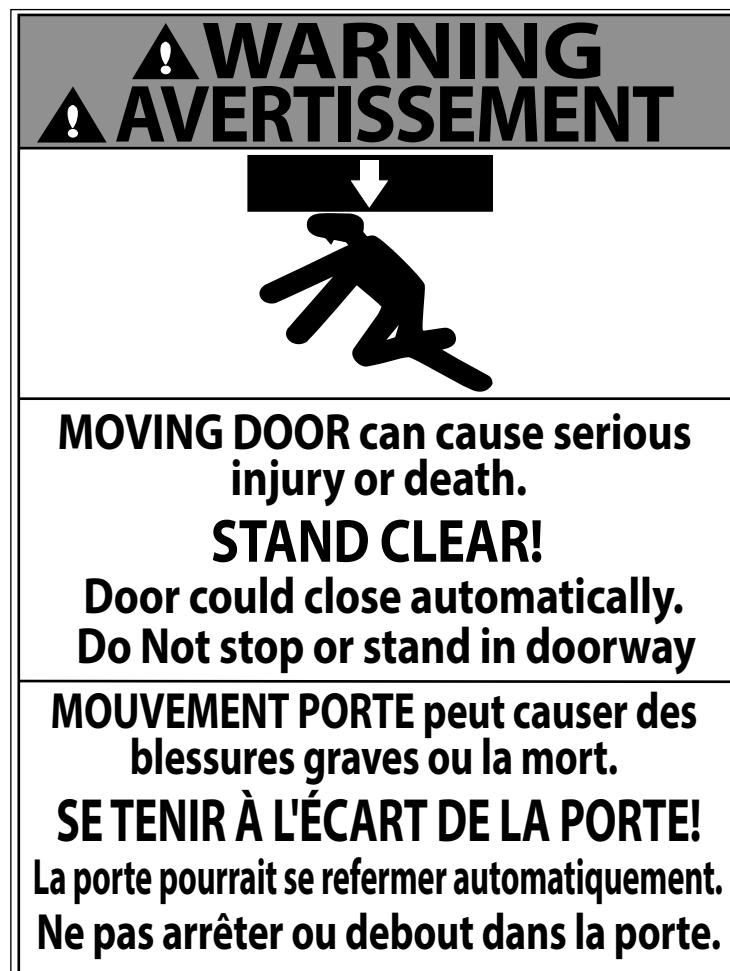 WARNING
AVERTISSEMENT
MOVING DOOR can cause serious
injury or death.
STAND CLEAR!
Door could close automatically.
Do Not stop or stand in doorway
MOUVEMENT PORTE peut causer des
blessures graves ou la mort.
SE TENIR À L'ÉCART DE LA PORTE!
La porte pourrait se refermer automatiquement.
Ne pas arrêter ou debout dans la porte.